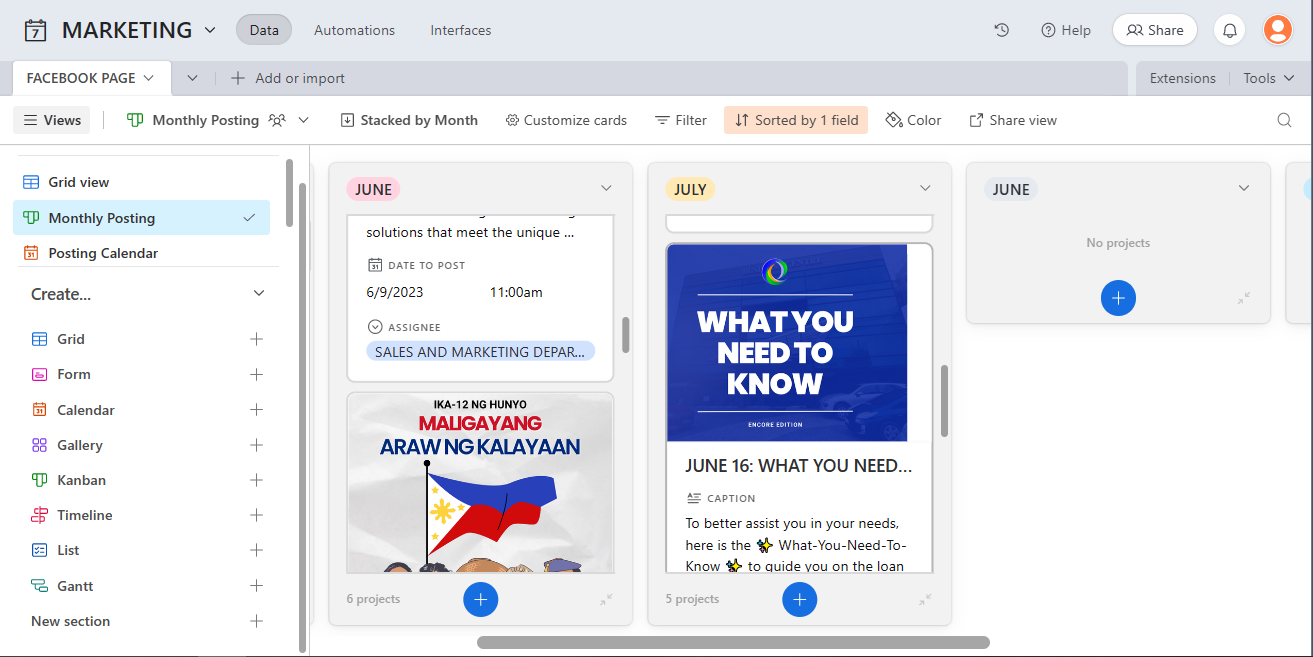 7
MARKETING
Data
Automations
Interfaces
Help
Share
FACEBOOK PAGE
Add or import
Extensions
Tools
Views
Monthly Posting
Stacked by Month
Customize cards
Filter
Sorted by 1 field
Color
Share view
Grid view
Monthly Posting
Posting Calendar
Create...
Grid
Form
Calendar
Gallery
Kanban
Timeline
List
Gantt
New section
JUNE
solutions that meet the unique ...
DATE TO POST
6/9/2023 11:00am
ASSIGNEE
SALES AND MARKETING DEPAR...
IKA-12 NG HUNYO
MALIGAYANG
ARAW NG KALAYAAN
6 projects
JULY
WHAT YOU
NEED TO
KNOW
ENCORE EDITION
JUNE 16: WHAT YOU NEED...
CAPTION
To better assist you in your needs,
here is the ✨ What-You-Need-To-
Know ✨ to guide you on the loan
5 projects
JUNE
No projects